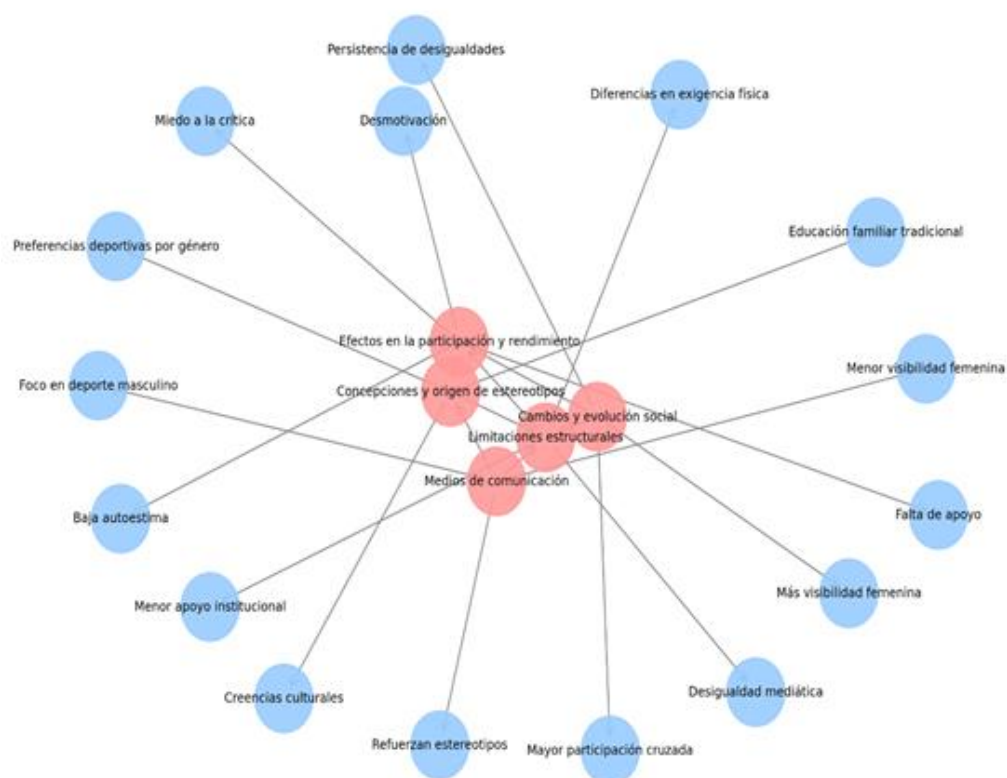 Persistencia de desigualdades
Diferencias en exigencia física
Miedo a la crítica
Desmotivación
Preferencias deportivas por género
Educación familiar tradicional
Efectos en la participación y rendimiento
Menor visibilidad femenina
Foco en deporte masculino
Concepciones y origen de estereotipos
Cambios y evolución social
Limitaciones estructurales
Medios de comunicación
Baja autoestima
Falta de apoyo
Más visibilidad femenina
Menor apoyo institucional
Desigualdad mediática
Creencias culturales
Refuerzan estereotipos
Mayor participación cruzada